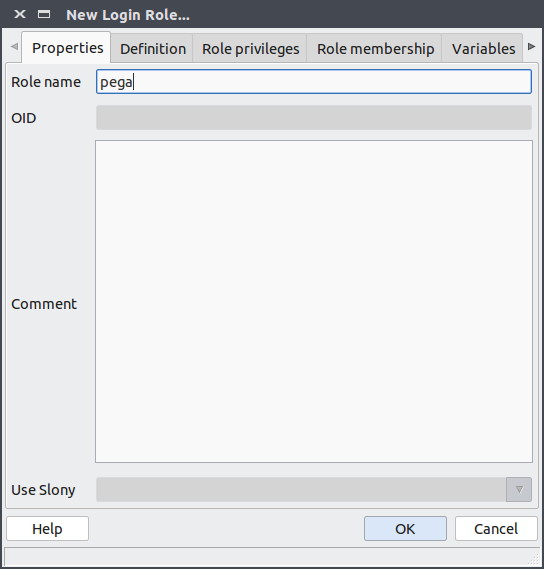 New Login Role...
Properties Definition Role privileges Role membership Variables
Role name pega
OID
Comment
Use Slony
Help OK Cancel